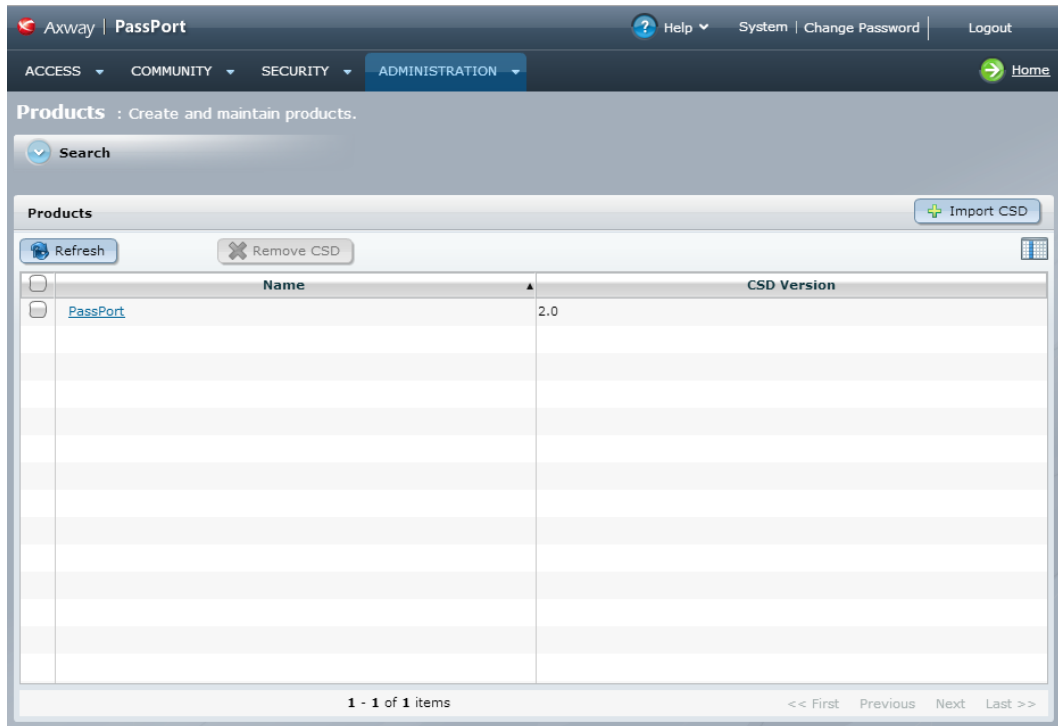 Axway | PassPort
? Help System | Change Password | Logout
ACCESS COMMUNITY SECURITY ADMINISTRATION Home
Products : Create and maintain products.
Search
Products Import CSD
Refresh Remove CSD
Name CSD Version
PassPort 2.0
1 - 1 of 1 items << First Previous Next Last >>